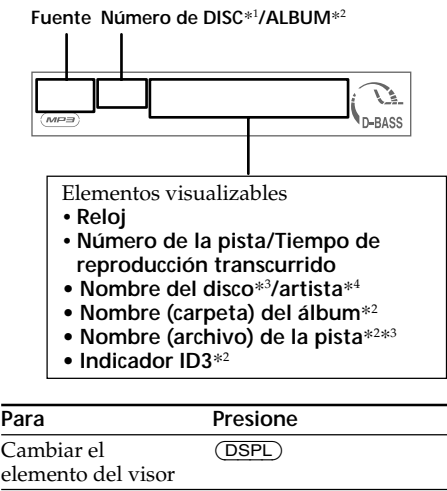 Fuente Número de DISC*1/ALBUM*2
MP3
D-BASS
Elementos visualizables
• Reloj
• Número de la pista/Tiempo de
reproducción transcurrido
• Nombre del disco*3/artista*4
• Nombre (carpeta) del álbum*2
• Nombre (archivo) de la pista*2*3
• Indicador ID3*2
Para Presione
Cambiar el DSPL
elemento del visor